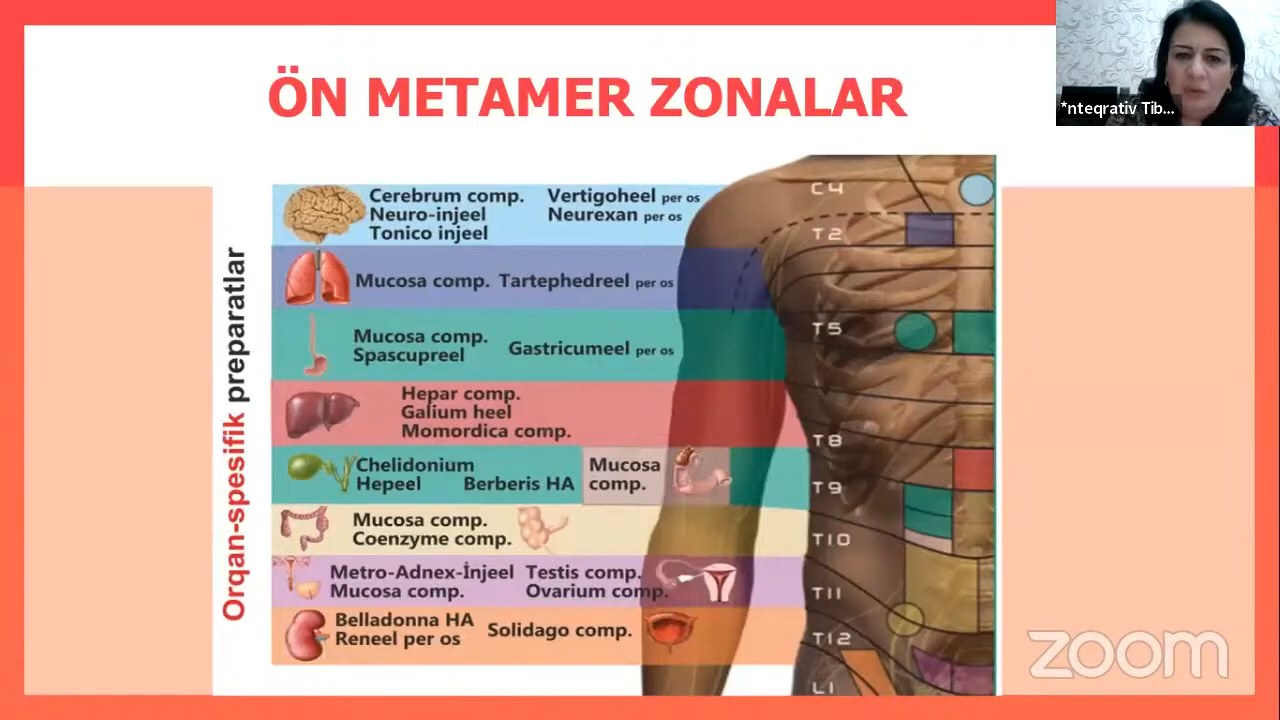 ÖN METAMER ZONALAR
*nteqrativ Tib...
Orqan-spesifik preparatlar
Cerebrum comp. Vertigoheel per os
Neuro-injeel Neurexan per os
Tonico injeel
Mucosa comp. Tartephedreel per os
Mucosa comp.
Spascupreel Gastricumeel per os
Hepar comp.
Galium heel
Momordica comp.
Chelidonium
Hepeel Berberis HA
Mucosa
comp.
Mucosa comp.
Coenzyme comp.
Metro-Adnex-İnjeel Testis comp.
Mucosa comp. Ovarium comp.
Belladonna HA
Reneel per os Solidago comp.
C4
T2
T5
T8
T9
T10
T11
T12
L1
zoom